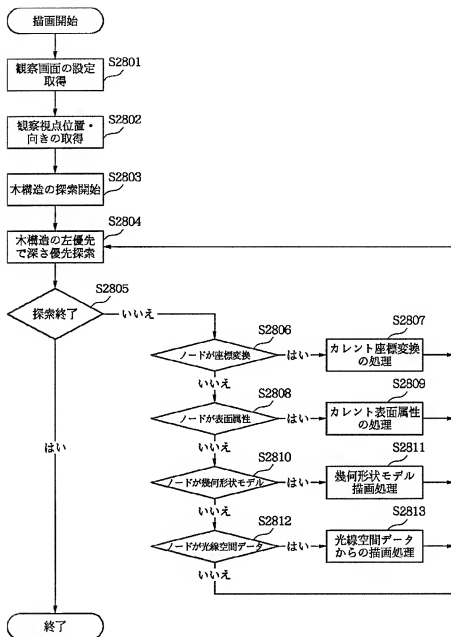 描画開始
S2801
観察画面の設定
取得
S2802
観察視点位置・
向きの取得
S2803
木構造の探索開始
S2804
木構造の左優先
で深さ優先探索
S2805
探索終了
いいえ
S2806
ノードが座標変換
はい
S2807
カレント座標変換
の処理
いいえ
S2808
ノードが表面属性
はい
S2809
カレント表面属性
の処理
いいえ
S2810
ノードが幾何形状モデル
はい
S2811
幾何形状モデル
描画処理
いいえ
S2812
ノードが光線空間データ
はい
S2813
光線空間データ
からの描画処理
いいえ
はい
終了